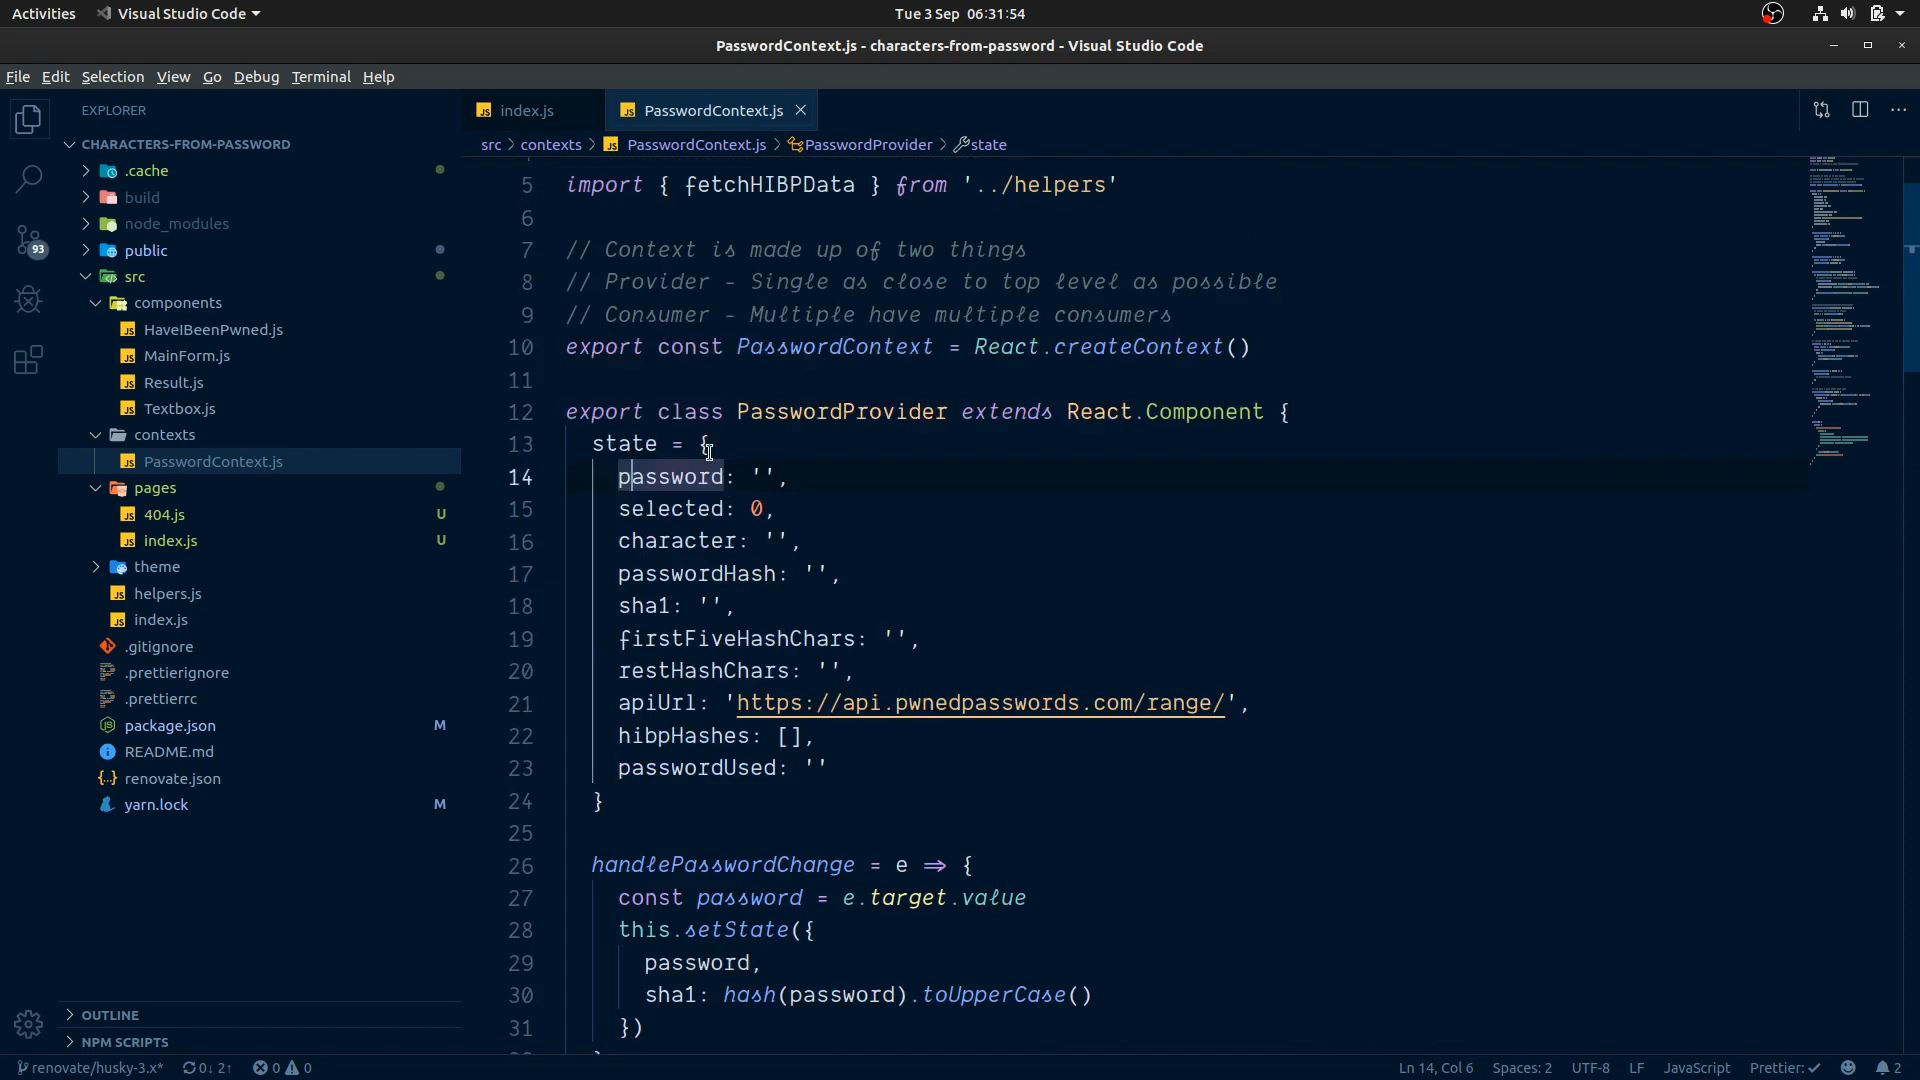 Activities Visual Studio Code Tue 3 Sep 06:31:54
PasswordContext.js - characters-from-password - Visual Studio Code
File Edit Selection View Go Debug Terminal Help
EXPLORER
CHARACTERS-FROM-PASSWORD
.cache
build
node_modules
public
src
components
HaveIBeenPwned.js
MainForm.js
Result.js
Textbox.js
contexts
PasswordContext.js
pages
404.js U
index.js U
theme
helpers.js
index.js
.gitignore
.prettierignore
.prettierrc
package.json M
README.md
renovate.json
yarn.lock M
OUTLINE
NPM SCRIPTS
93
index.js PasswordContext.js
src > contexts > PasswordContext.js > PasswordProvider > state
5 import { fetchHIBPData } from '../helpers'
6
7 // Context is made up of two things
8 // Provider - Single as close to top level as possible
9 // Consumer - Multiple have multiple consumers
10 export const PasswordContext = React.createContext()
11
12 export class PasswordProvider extends React.Component {
13 state = {
14 password: '',
15 selected: 0,
16 character: '',
17 passwordHash: '',
18 sha1: '',
19 firstFiveHashChars: '',
20 restHashChars: '',
21 apiUrl: 'https://api.pwnedpasswords.com/range/',
22 hibpHashes: [],
23 passwordUsed: ''
24 }
25
26 handlePasswordChange = e => {
27 const password = e.target.value
28 this.setState({
29 password,
30 sha1: hash(password).toUpperCase()
31 })
renovate/husky-3.x* 0↓ 2↑ 0 0 Ln 14, Col 6 Spaces: 2 UTF-8 LF JavaScript Prettier: ✓ 2